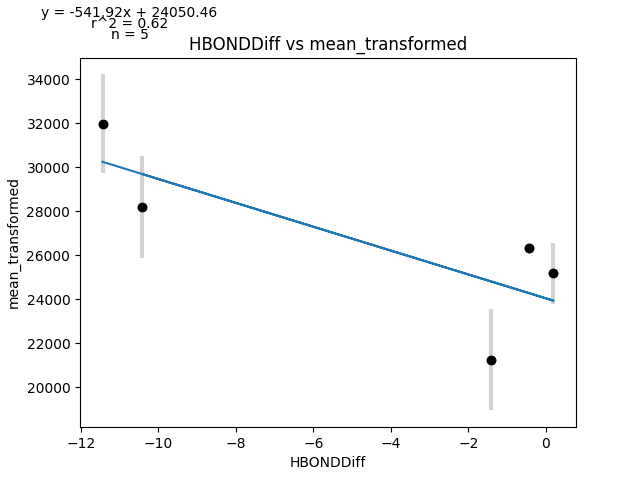 y = -541.92x + 24050.46
r^2 = 0.62
n = 5
HBONDDiff vs mean_transformed
mean_transformed
34000
32000
30000
28000
26000
24000
22000
20000
−12
−10
−8
−6
−4
−2
0
HBONDDiff